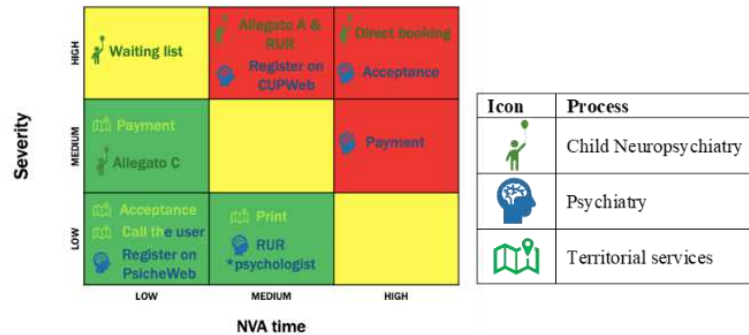 Severity
HIGH
MEDIUM
LOW
Waiting list
Allegato A &
RUR
Register on
CUPWeb
Direct booking
Acceptance
Payment
Allegato C
Payment
Acceptance
Call the user
Register on
PsicheWeb
Print
RUR
*psychologist
LOW
MEDIUM
HIGH
NVA time
Icon
Process
Child Neuropsychiatry
Psychiatry
Territorial services